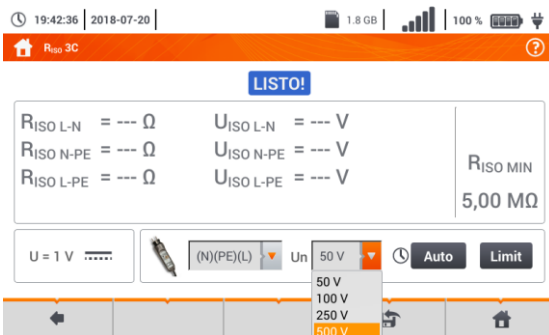 19:42:36 2018-07-20 1.8 GB 100 %
RISO 3C ?
LISTO!
RISO L-N = --- Ω UISO L-N = --- V
RISO N-PE = --- Ω UISO N-PE = --- V
RISO L-PE = --- Ω UISO L-PE = --- V
RISO MIN
5,00 MΩ
U = 1 V (N)(PE)(L) Un 50 V Auto Limit
50 V
100 V
250 V
500 V